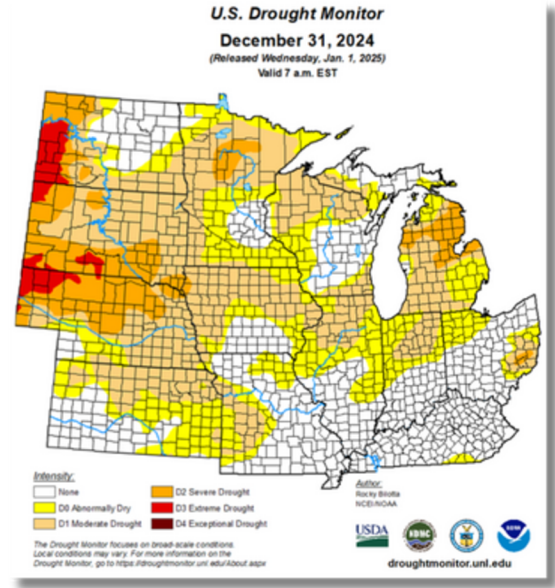 U.S. Drought Monitor
December 31, 2024
(Released Wednesday, Jan. 1, 2025)
Valid 7 a.m. EST
Intensity:
None
D0 Abnormally Dry
D1 Moderate Drought
D2 Severe Drought
D3 Extreme Drought
D4 Exceptional Drought
The Drought Monitor focuses on broad-scale conditions.
Local conditions may vary. For more information on the
Drought Monitor, go to https://droughtmonitor.unl.edu/About.aspx
Author:
Rocky Bilotta
NCEI/NOAA
USDA
NDMC
droughtmonitor.unl.edu